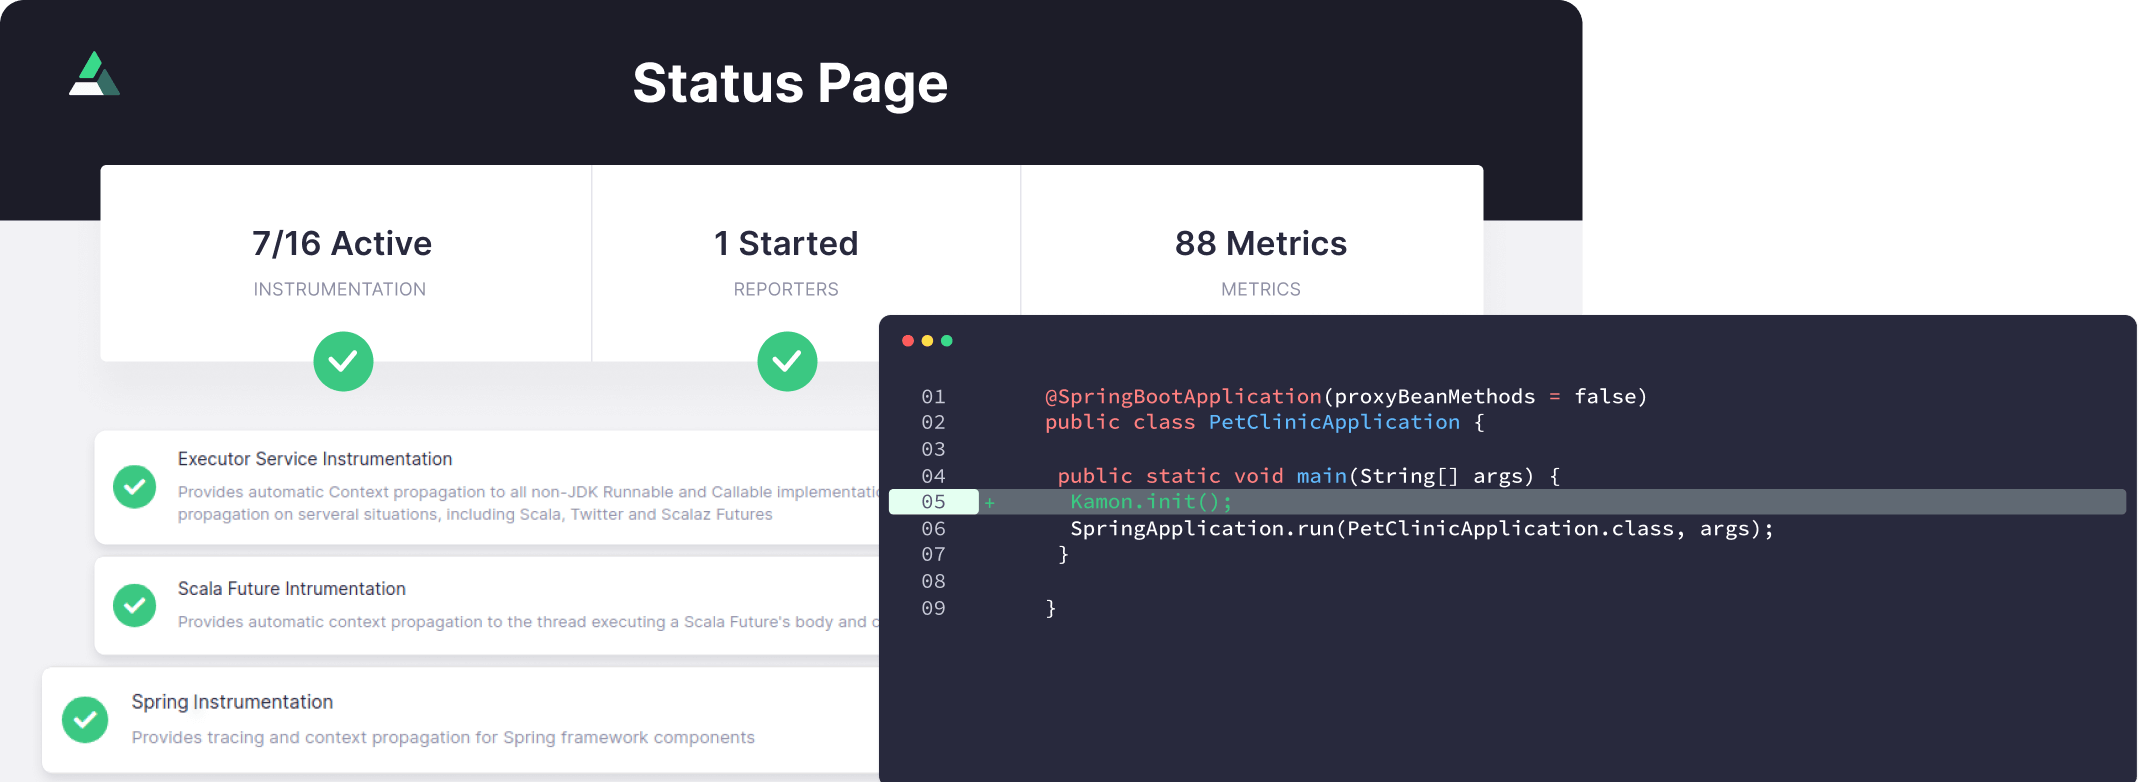 Status Page
7/16 Active
INSTRUMENTATION
1 Started
REPORTERS
88 Metrics
METRICS
Executor Service Instrumentation
Provides automatic Context propagation to all non-JDK Runnable and Callable implementatio
propagation on serveral situations, including Scala, Twitter and Scalaz Futures
Scala Future Intrumentation
Provides automatic context propagation to the thread executing a Scala Future's body and c
Spring Instrumentation
Provides tracing and context propagation for Spring framework components
01 @SpringBootApplication(proxyBeanMethods = false)
02 public class PetClinicApplication {
03
04 public static void main(String[] args) {
05 + Kamon.init();
06 SpringApplication.run(PetClinicApplication.class, args);
07 }
08
09 }